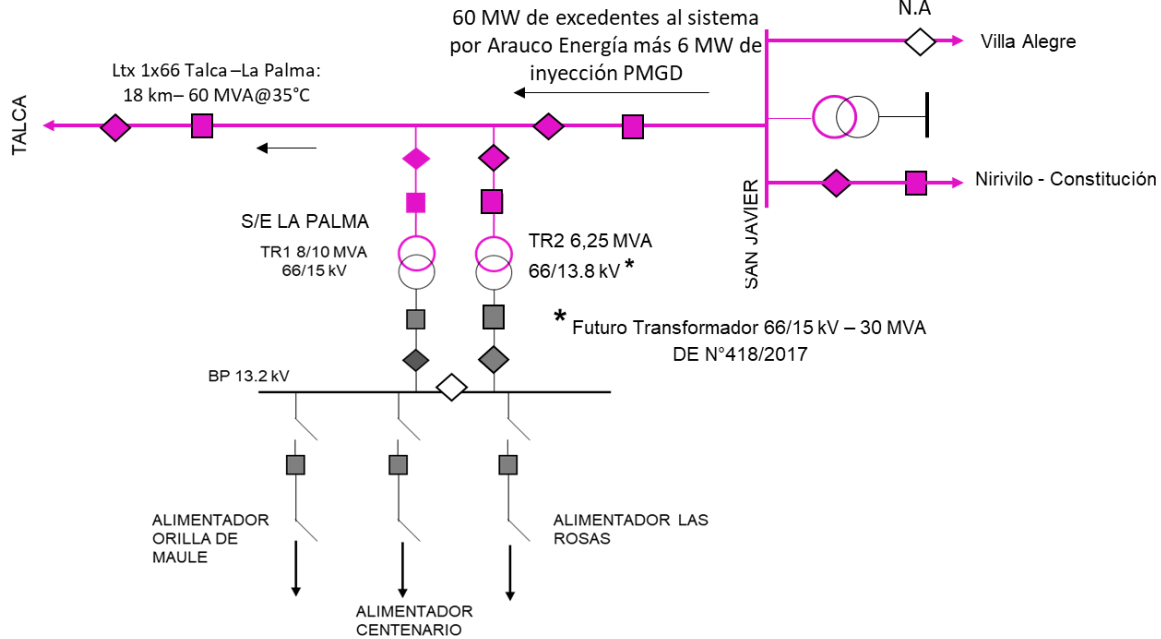 60 MW de excedentes al sistema
por Arauco Energía más 6 MW de
inyección PMGD
N.A
Villa Alegre
Ltx 1x66 Talca –La Palma:
18 km– 60 MVA@35°C
TALCA
Nirivilo - Constitución
SAN JAVIER
S/E LA PALMA
TR1 8/10 MVA
66/15 kV
TR2 6,25 MVA
66/13.8 kV *
* Futuro Transformador 66/15 kV – 30 MVA
DE N°418/2017
BP 13.2 kV
ALIMENTADOR
ORILLA DE
MAULE
ALIMENTADOR LAS
ROSAS
ALIMENTADOR
CENTENARIO